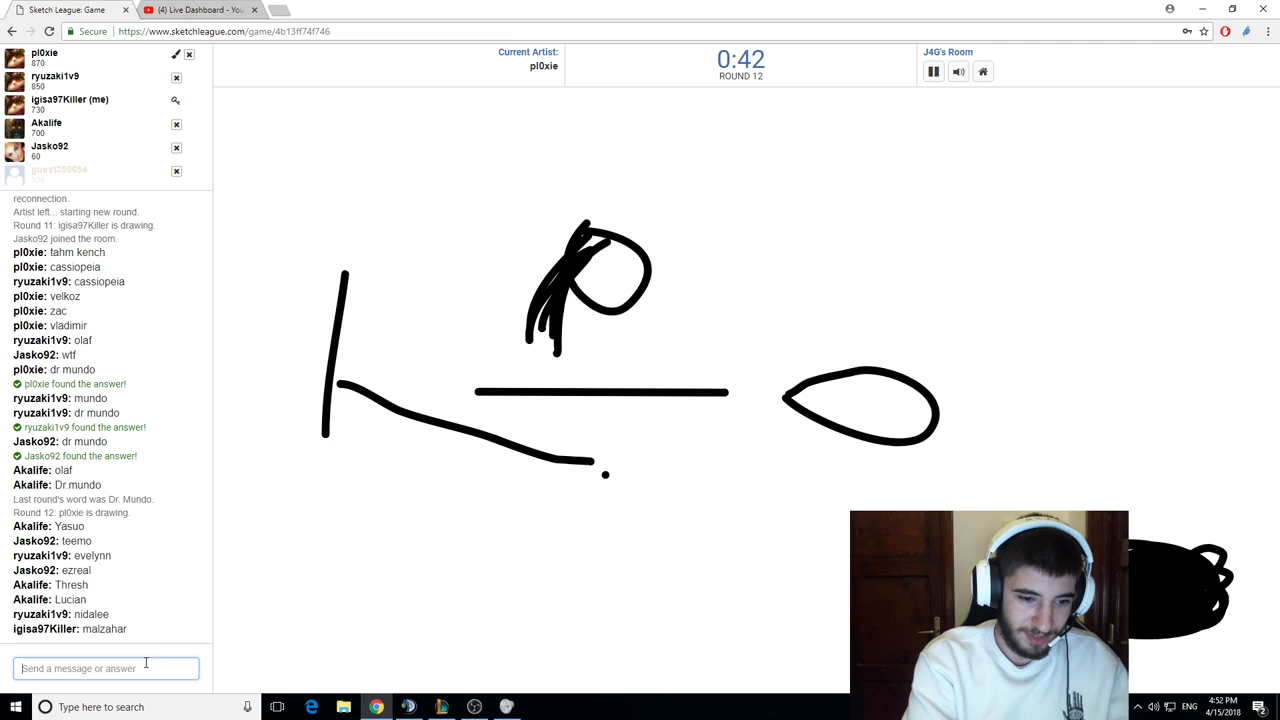 Sketch League: Game
(4) Live Dashboard - You
Secure
https://www.sketchleague.com/game/4b13ff74f746
pl0xie
870
ryuzaki1v9
850
igisa97Killer (me)
730
Akalife
700
Jasko92
60
guest350654
Current Artist:
pl0xie
0:42
ROUND 12
J4G's Room
reconnection.
Artist left... starting new round.
Round 11: igisa97Killer is drawing.
Jasko92 joined the room.
pl0xie: tahm kench
pl0xie: cassiopeia
ryuzaki1v9: cassiopeia
pl0xie: velkoz
pl0xie: zac
pl0xie: vladimir
ryuzaki1v9: olaf
Jasko92: wtf
pl0xie: dr mundo
pl0xie found the answer!
ryuzaki1v9: mundo
ryuzaki1v9: dr mundo
ryuzaki1v9 found the answer!
Jasko92: dr mundo
Jasko92 found the answer!
Akalife: olaf
Akalife: Dr.mundo
Last round's word was Dr. Mundo.
Round 12: pl0xie is drawing.
Akalife: Yasuo
Jasko92: teemo
ryuzaki1v9: evelynn
Jasko92: ezreal
Akalife: Thresh
Akalife: Lucian
ryuzaki1v9: nidalee
igisa97Killer: malzahar
Send a message or answer
Type here to search
ENG
4:52 PM
4/15/2018
2